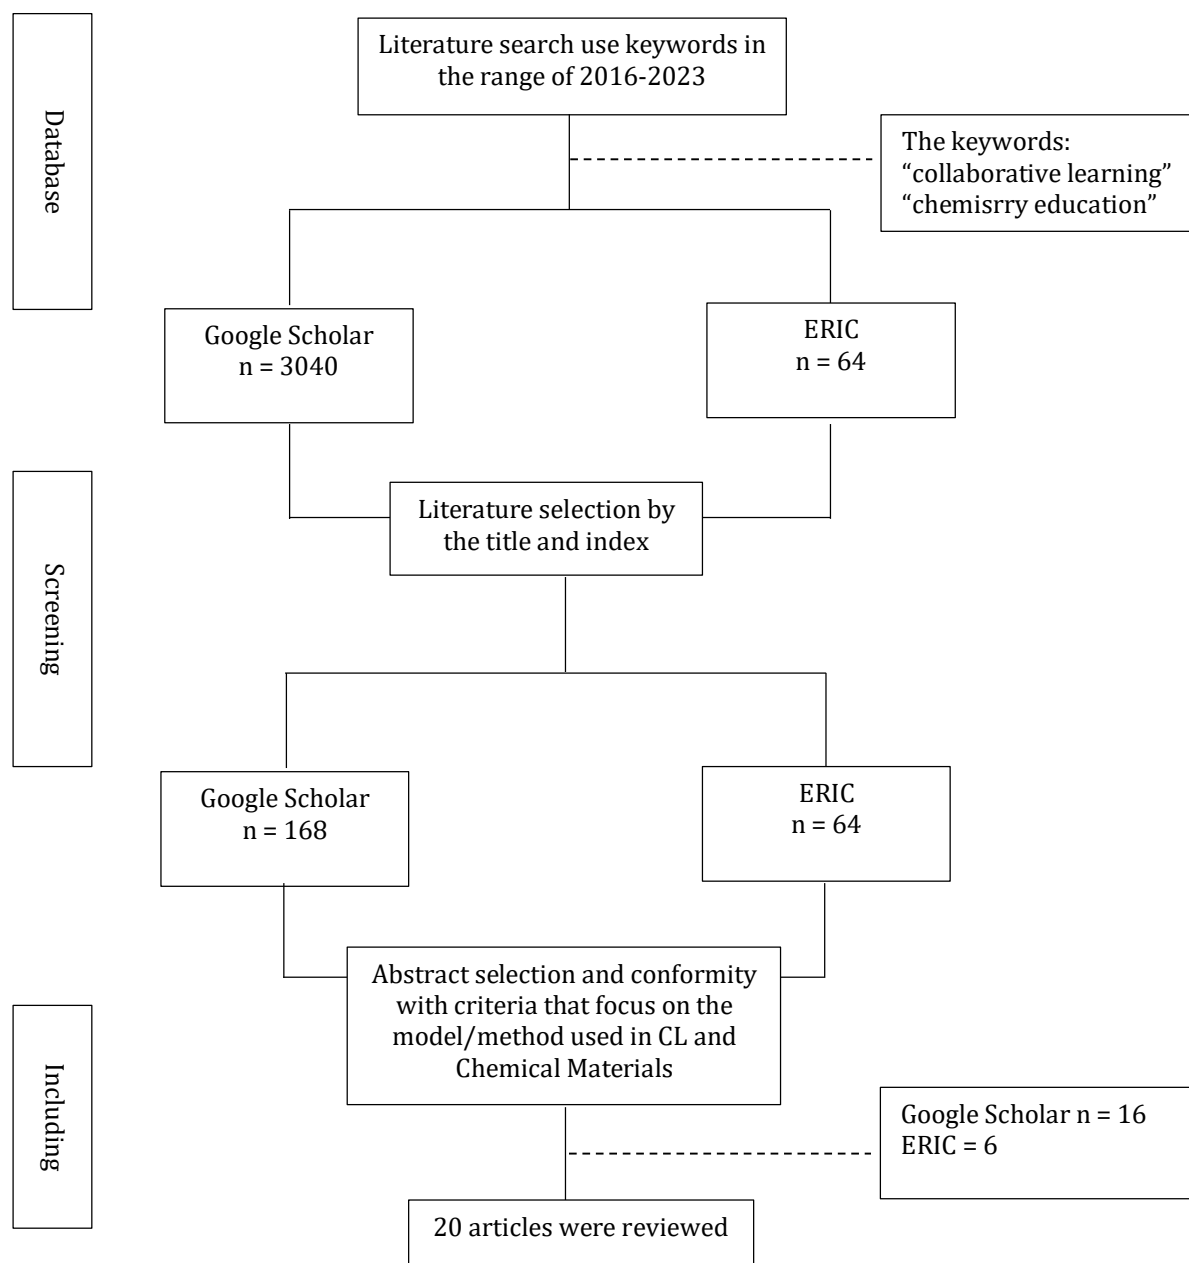 Database
Literature search use keywords in
the range of 2016-2023
The keywords:
“collaborative learning”
“chemisrry education”
Google Scholar
n = 3040
ERIC
n = 64
Screening
Literature selection by
the title and index
Google Scholar
n = 168
ERIC
n = 64
Including
Abstract selection and conformity
with criteria that focus on the
model/method used in CL and
Chemical Materials
Google Scholar n = 16
ERIC = 6
20 articles were reviewed